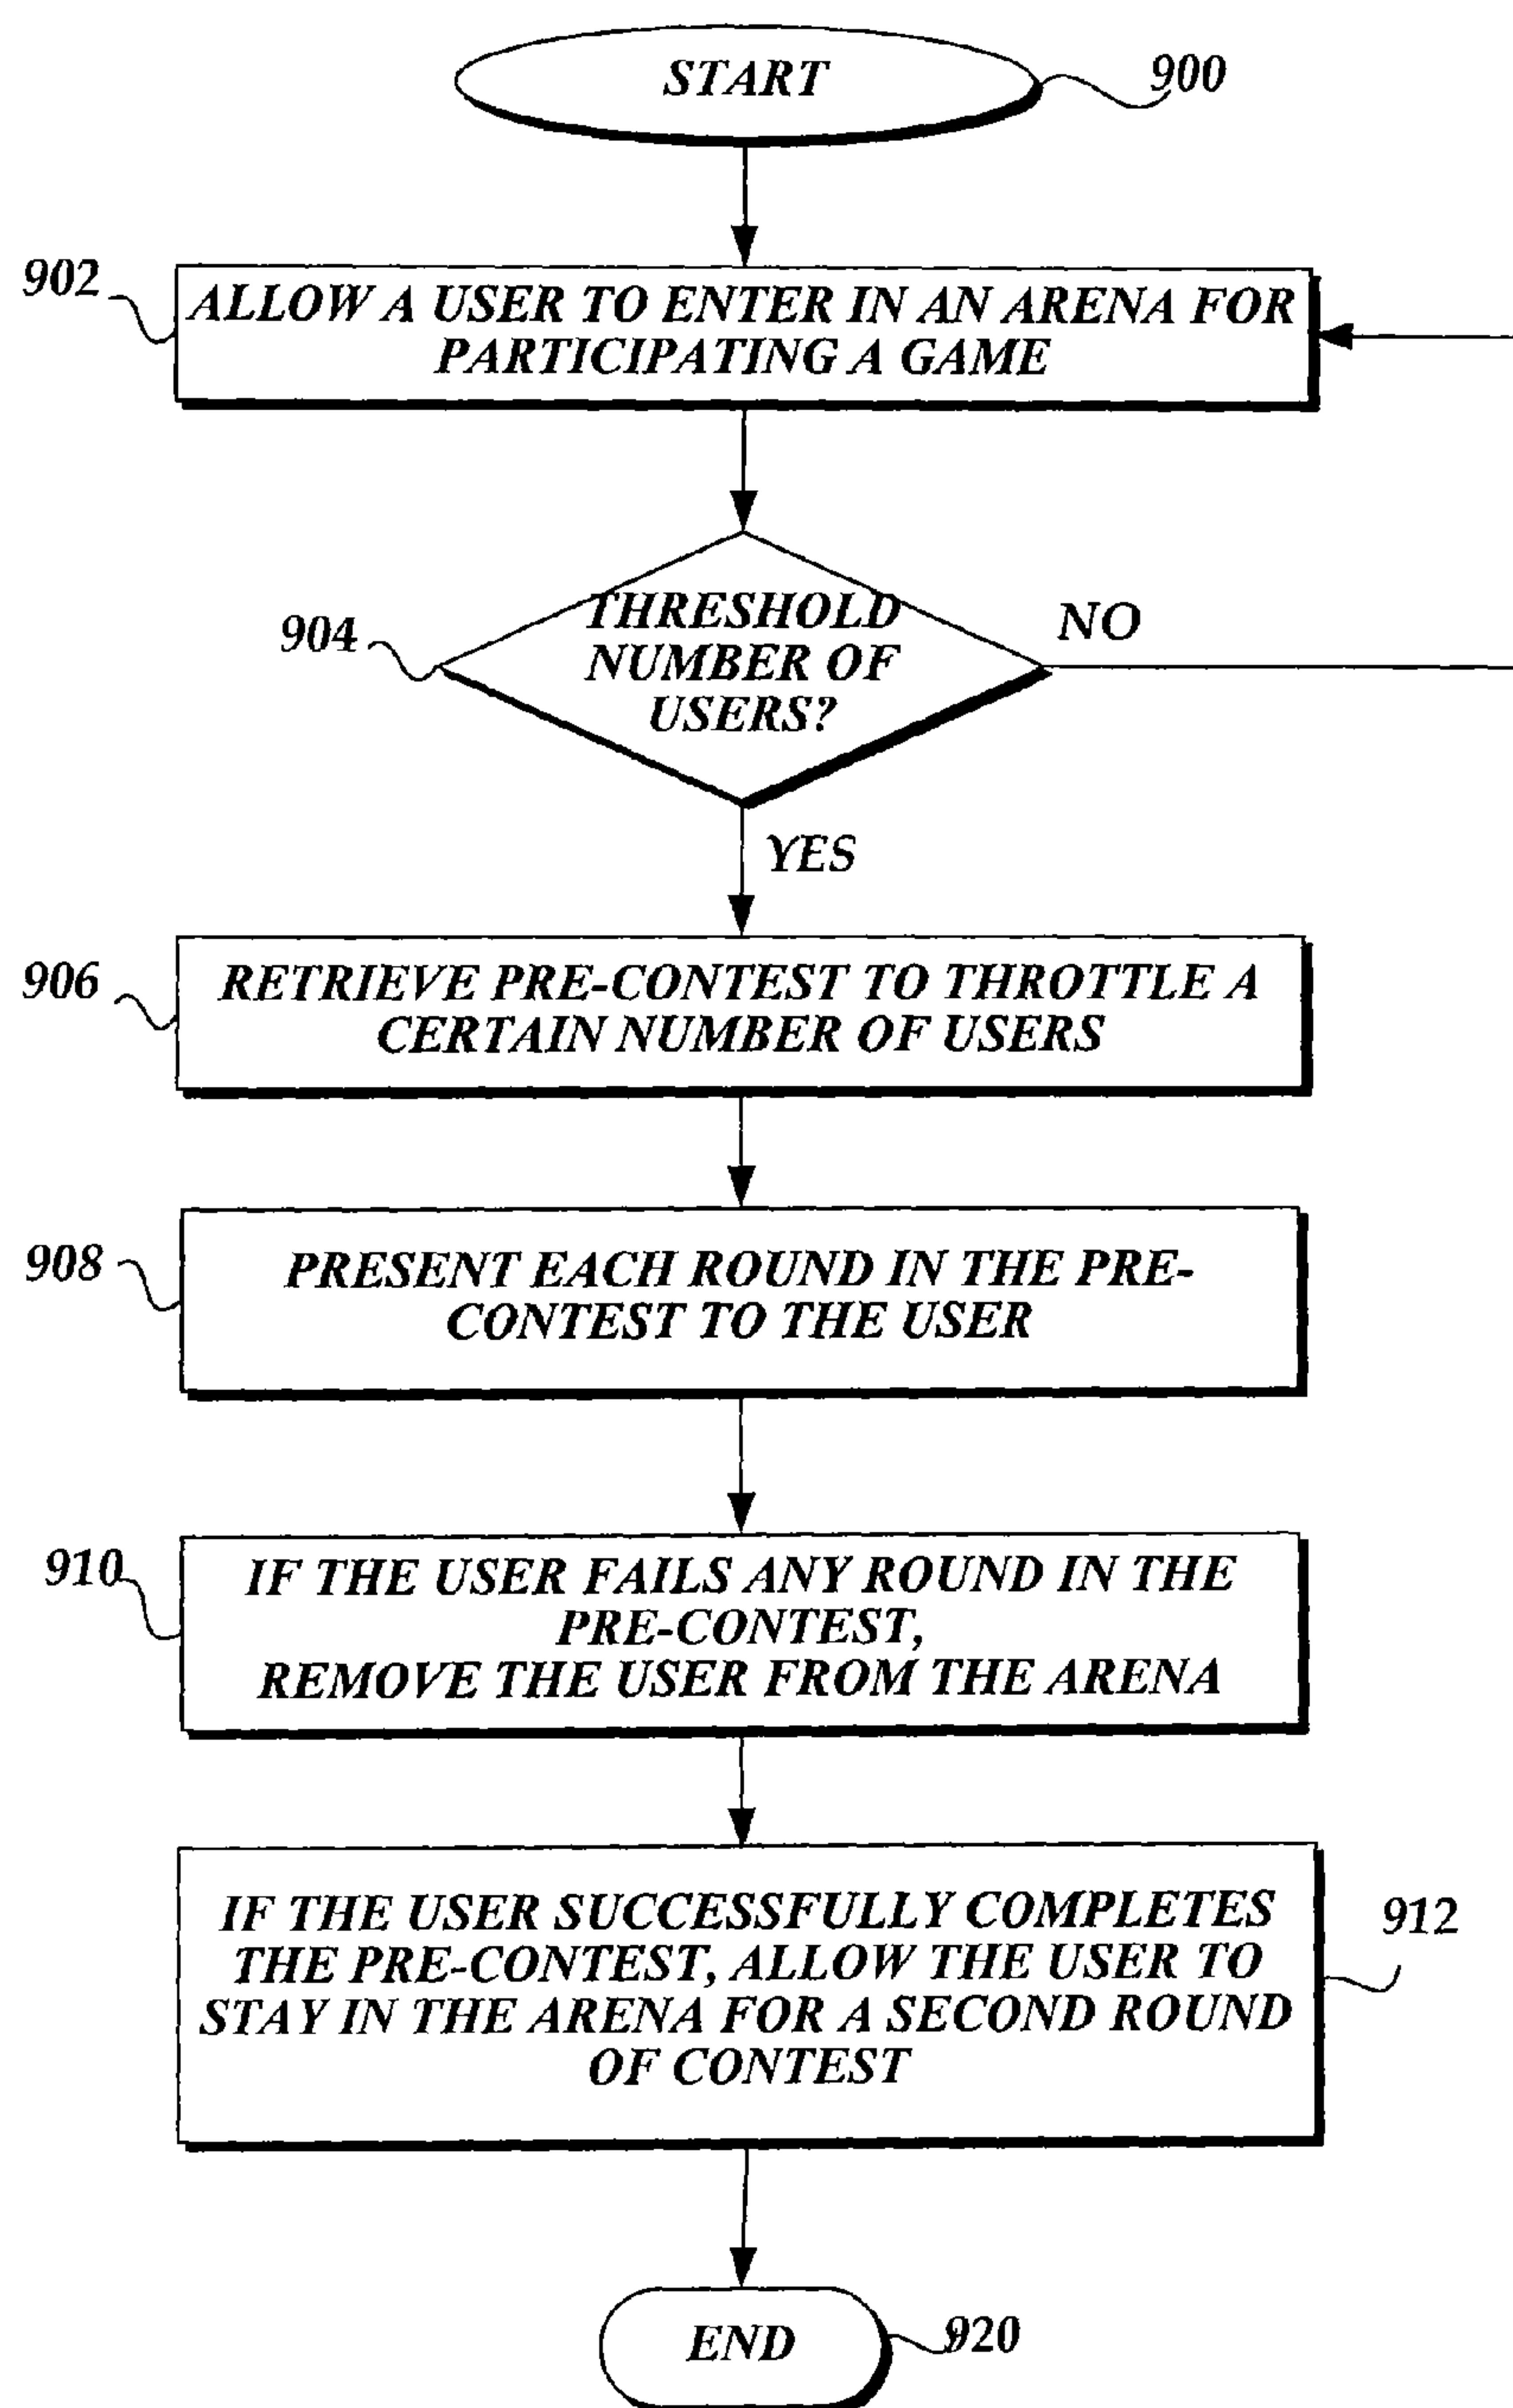 START
900
902
ALLOW A USER TO ENTER IN AN ARENA FOR
PARTICIPATING A GAME
904
THRESHOLD
NUMBER OF
USERS?
NO
YES
906
RETRIEVE PRE-CONTEST TO THROTTLE A
CERTAIN NUMBER OF USERS
908
PRESENT EACH ROUND IN THE PRE-
CONTEST TO THE USER
910
IF THE USER FAILS ANY ROUND IN THE
PRE-CONTEST,
REMOVE THE USER FROM THE ARENA
IF THE USER SUCCESSFULLY COMPLETES
THE PRE-CONTEST, ALLOW THE USER TO
STAY IN THE ARENA FOR A SECOND ROUND
OF CONTEST
912
END
920